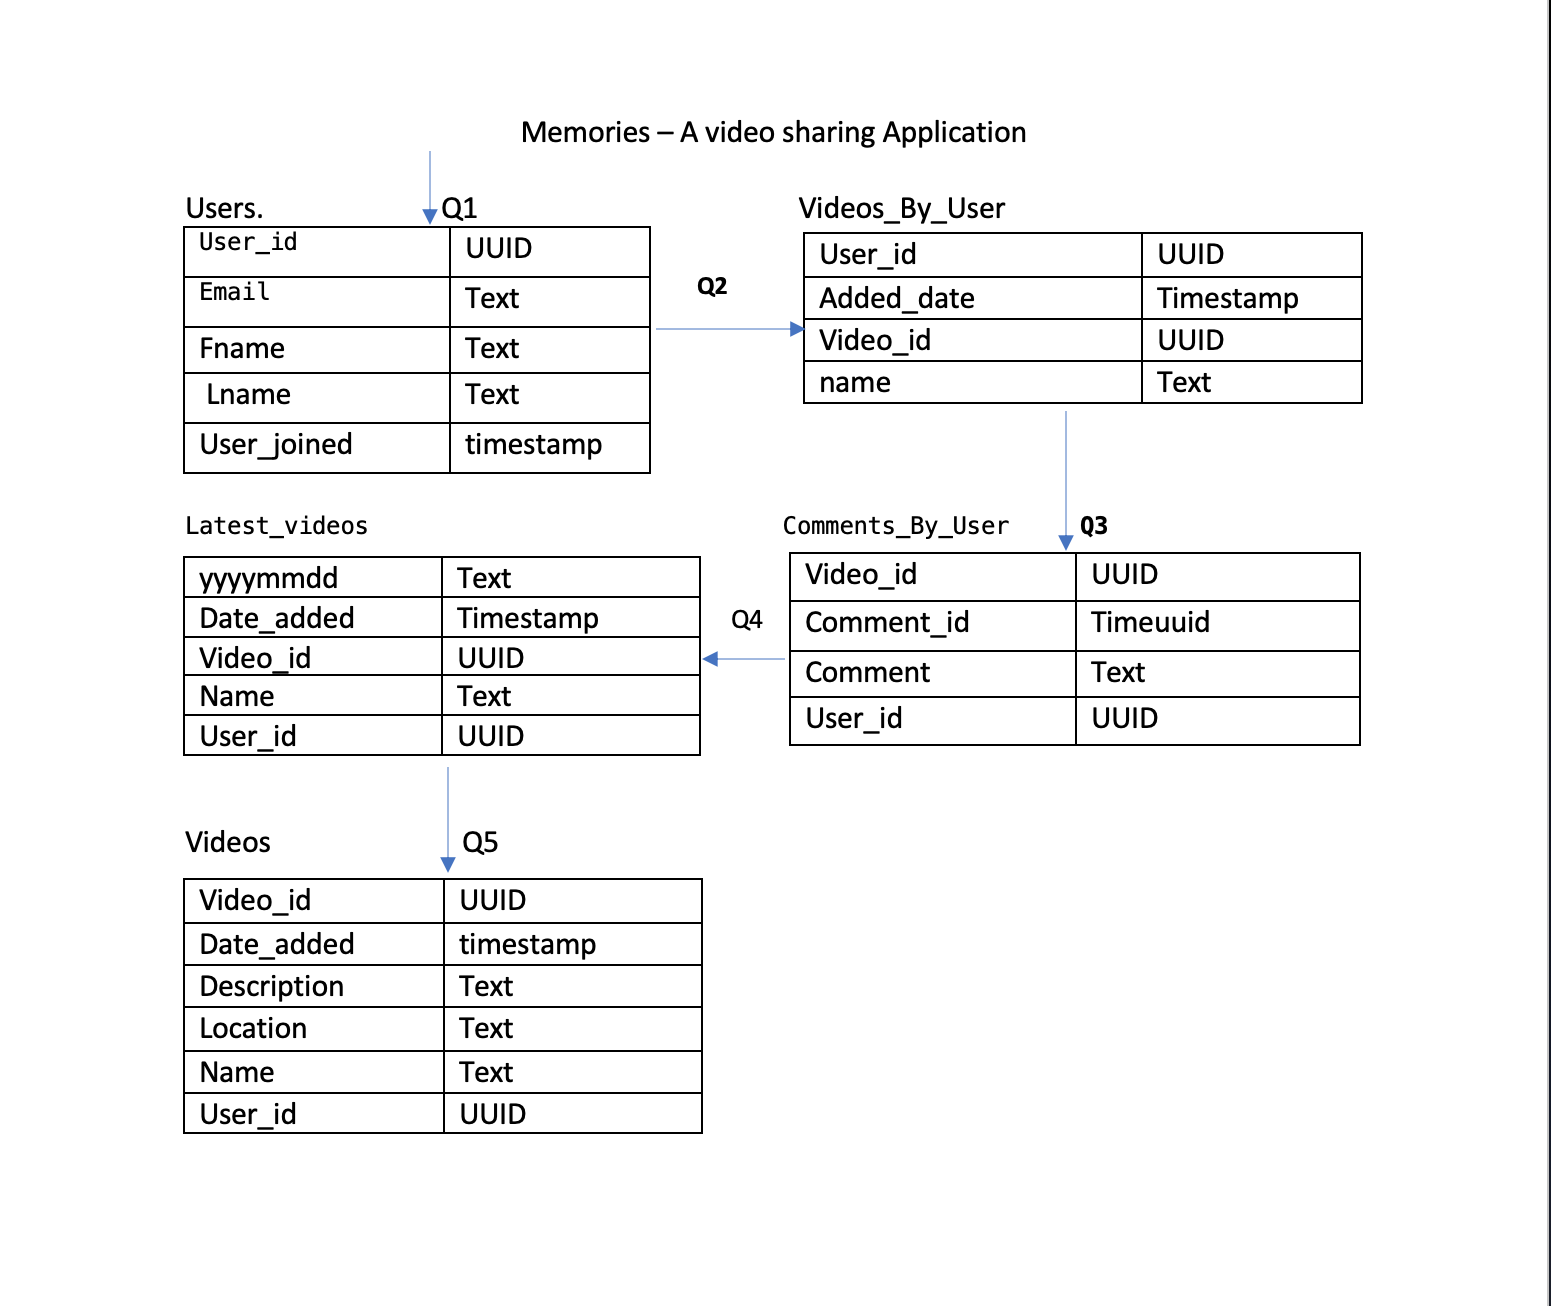 Memories – A video sharing Application
Users.
Q1
User_id UUID
Email Text
Fname Text
Lname Text
User_joined timestamp
Q2
Videos_By_User
User_id UUID
Added_date Timestamp
Video_id UUID
name Text
Latest_videos
yyyymmdd Text
Date_added Timestamp
Video_id UUID
Name Text
User_id UUID
Q4
Comments_By_User
Q3
Video_id UUID
Comment_id Timeuuid
Comment Text
User_id UUID
Videos
Q5
Video_id UUID
Date_added timestamp
Description Text
Location Text
Name Text
User_id UUID